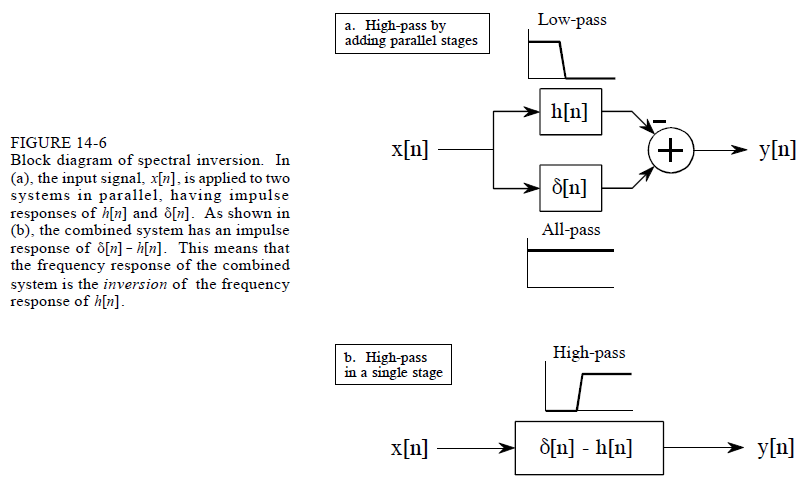 FIGURE 14-6
Block diagram of spectral inversion. In
(a), the input signal, x[n], is applied to two
systems in parallel, having impulse
responses of h[n] and δ[n]. As shown in
(b), the combined system has an impulse
response of δ[n] - h[n]. This means that
the frequency response of the combined
system is the inversion of the frequency
response of h[n].
a. High-pass by
adding parallel stages
Low-pass
h[n]
x[n]
−
+
y[n]
δ[n]
All-pass
b. High-pass
in a single stage
High-pass
x[n]
δ[n] - h[n]
y[n]